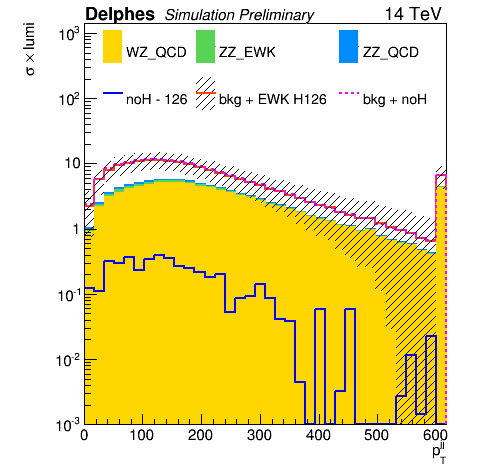 Delphes Simulation Preliminary 14 TeV
σ × lumi
WZ_QCD ZZ_EWK ZZ_QCD
noH - 126 bkg + EWK H126 bkg + noH
10³
10²
10
1
10⁻¹
10⁻²
10⁻³
0 100 200 300 400 500 600
p_T^ll